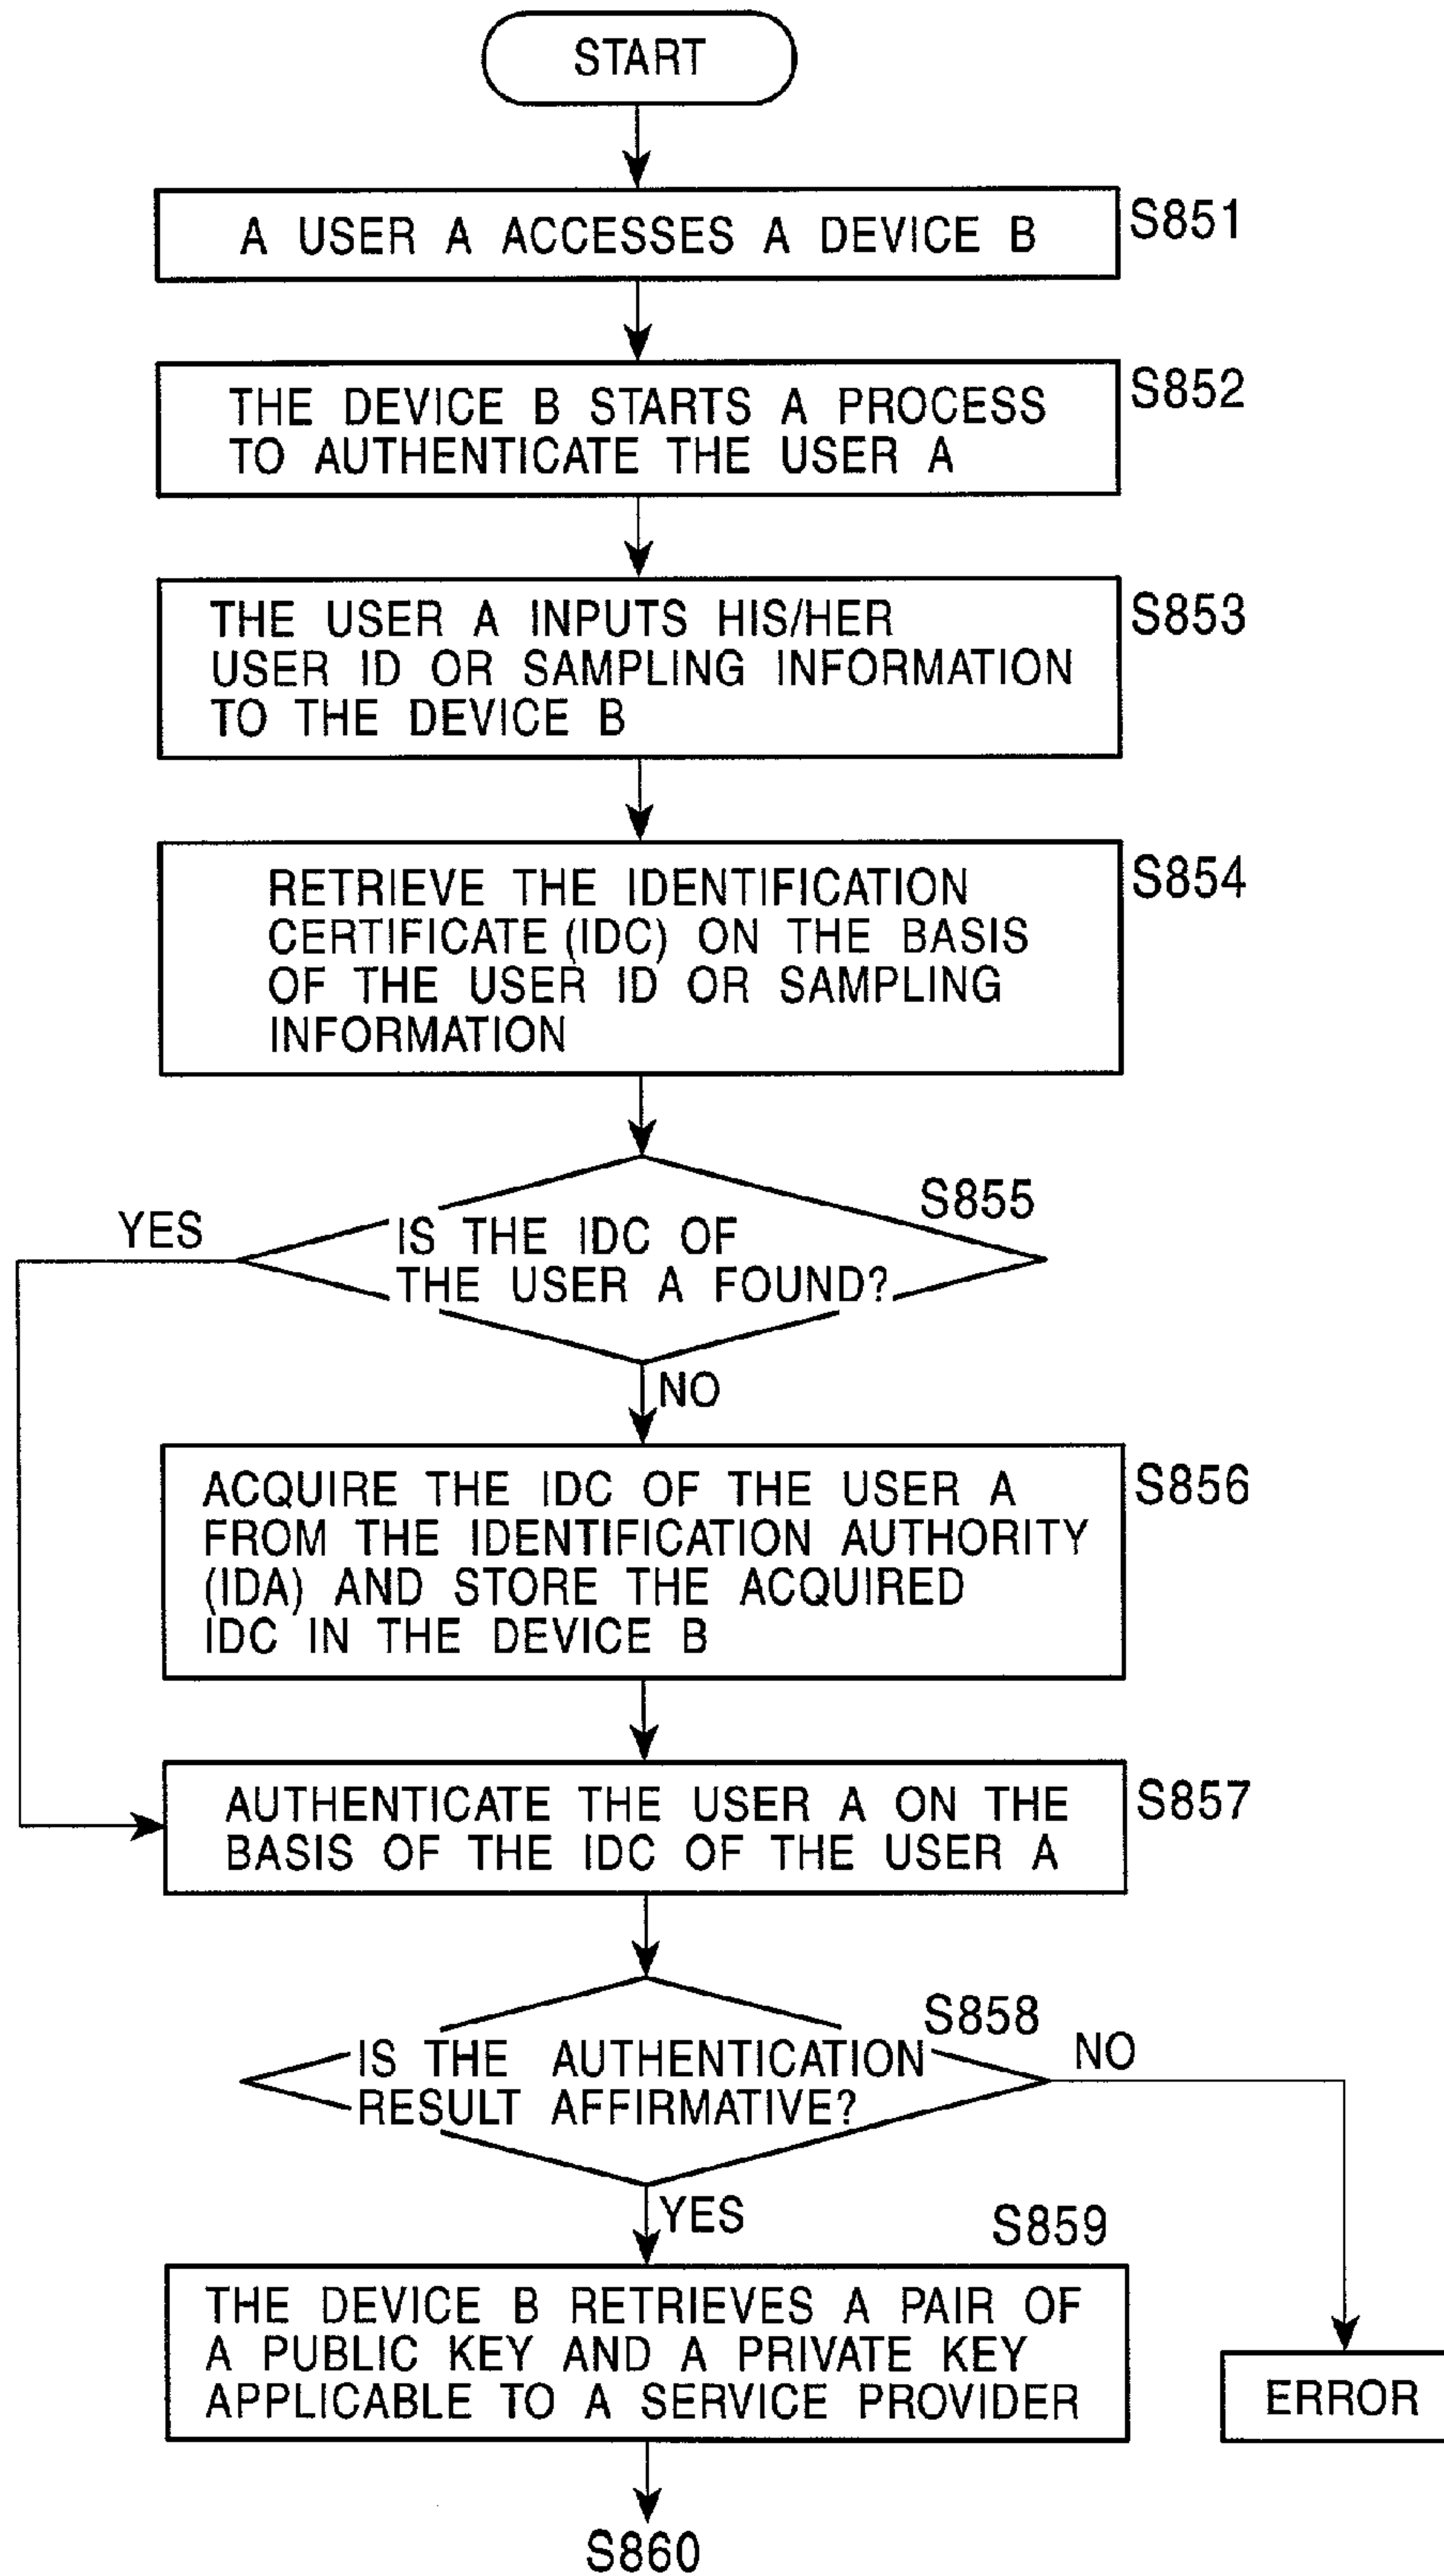 START
A USER A ACCESSES A DEVICE B
S851
THE DEVICE B STARTS A PROCESS
TO AUTHENTICATE THE USER A
S852
THE USER A INPUTS HIS/HER
USER ID OR SAMPLING INFORMATION
TO THE DEVICE B
S853
RETRIEVE THE IDENTIFICATION
CERTIFICATE (IDC) ON THE BASIS
OF THE USER ID OR SAMPLING
INFORMATION
S854
S855
YES
IS THE IDC OF
THE USER A FOUND?
NO
ACQUIRE THE IDC OF THE USER A
FROM THE IDENTIFICATION AUTHORITY
(IDA) AND STORE THE ACQUIRED
IDC IN THE DEVICE B
S856
AUTHENTICATE THE USER A ON THE
BASIS OF THE IDC OF THE USER A
S857
S858
IS THE AUTHENTICATION
RESULT AFFIRMATIVE?
NO
YES
S859
THE DEVICE B RETRIEVES A PAIR OF
A PUBLIC KEY AND A PRIVATE KEY
APPLICABLE TO A SERVICE PROVIDER
ERROR
S860